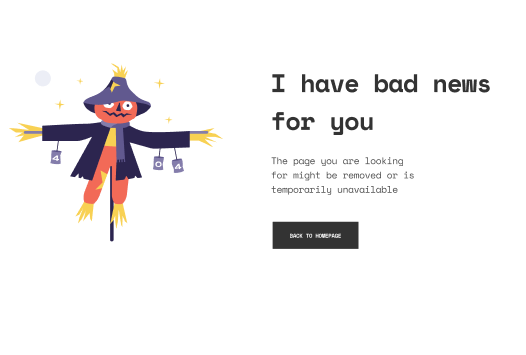 I have bad news
for you
The page you are looking
for might be removed or is
temporarily unavailable
BACK TO HOMEPAGE
4
0
4